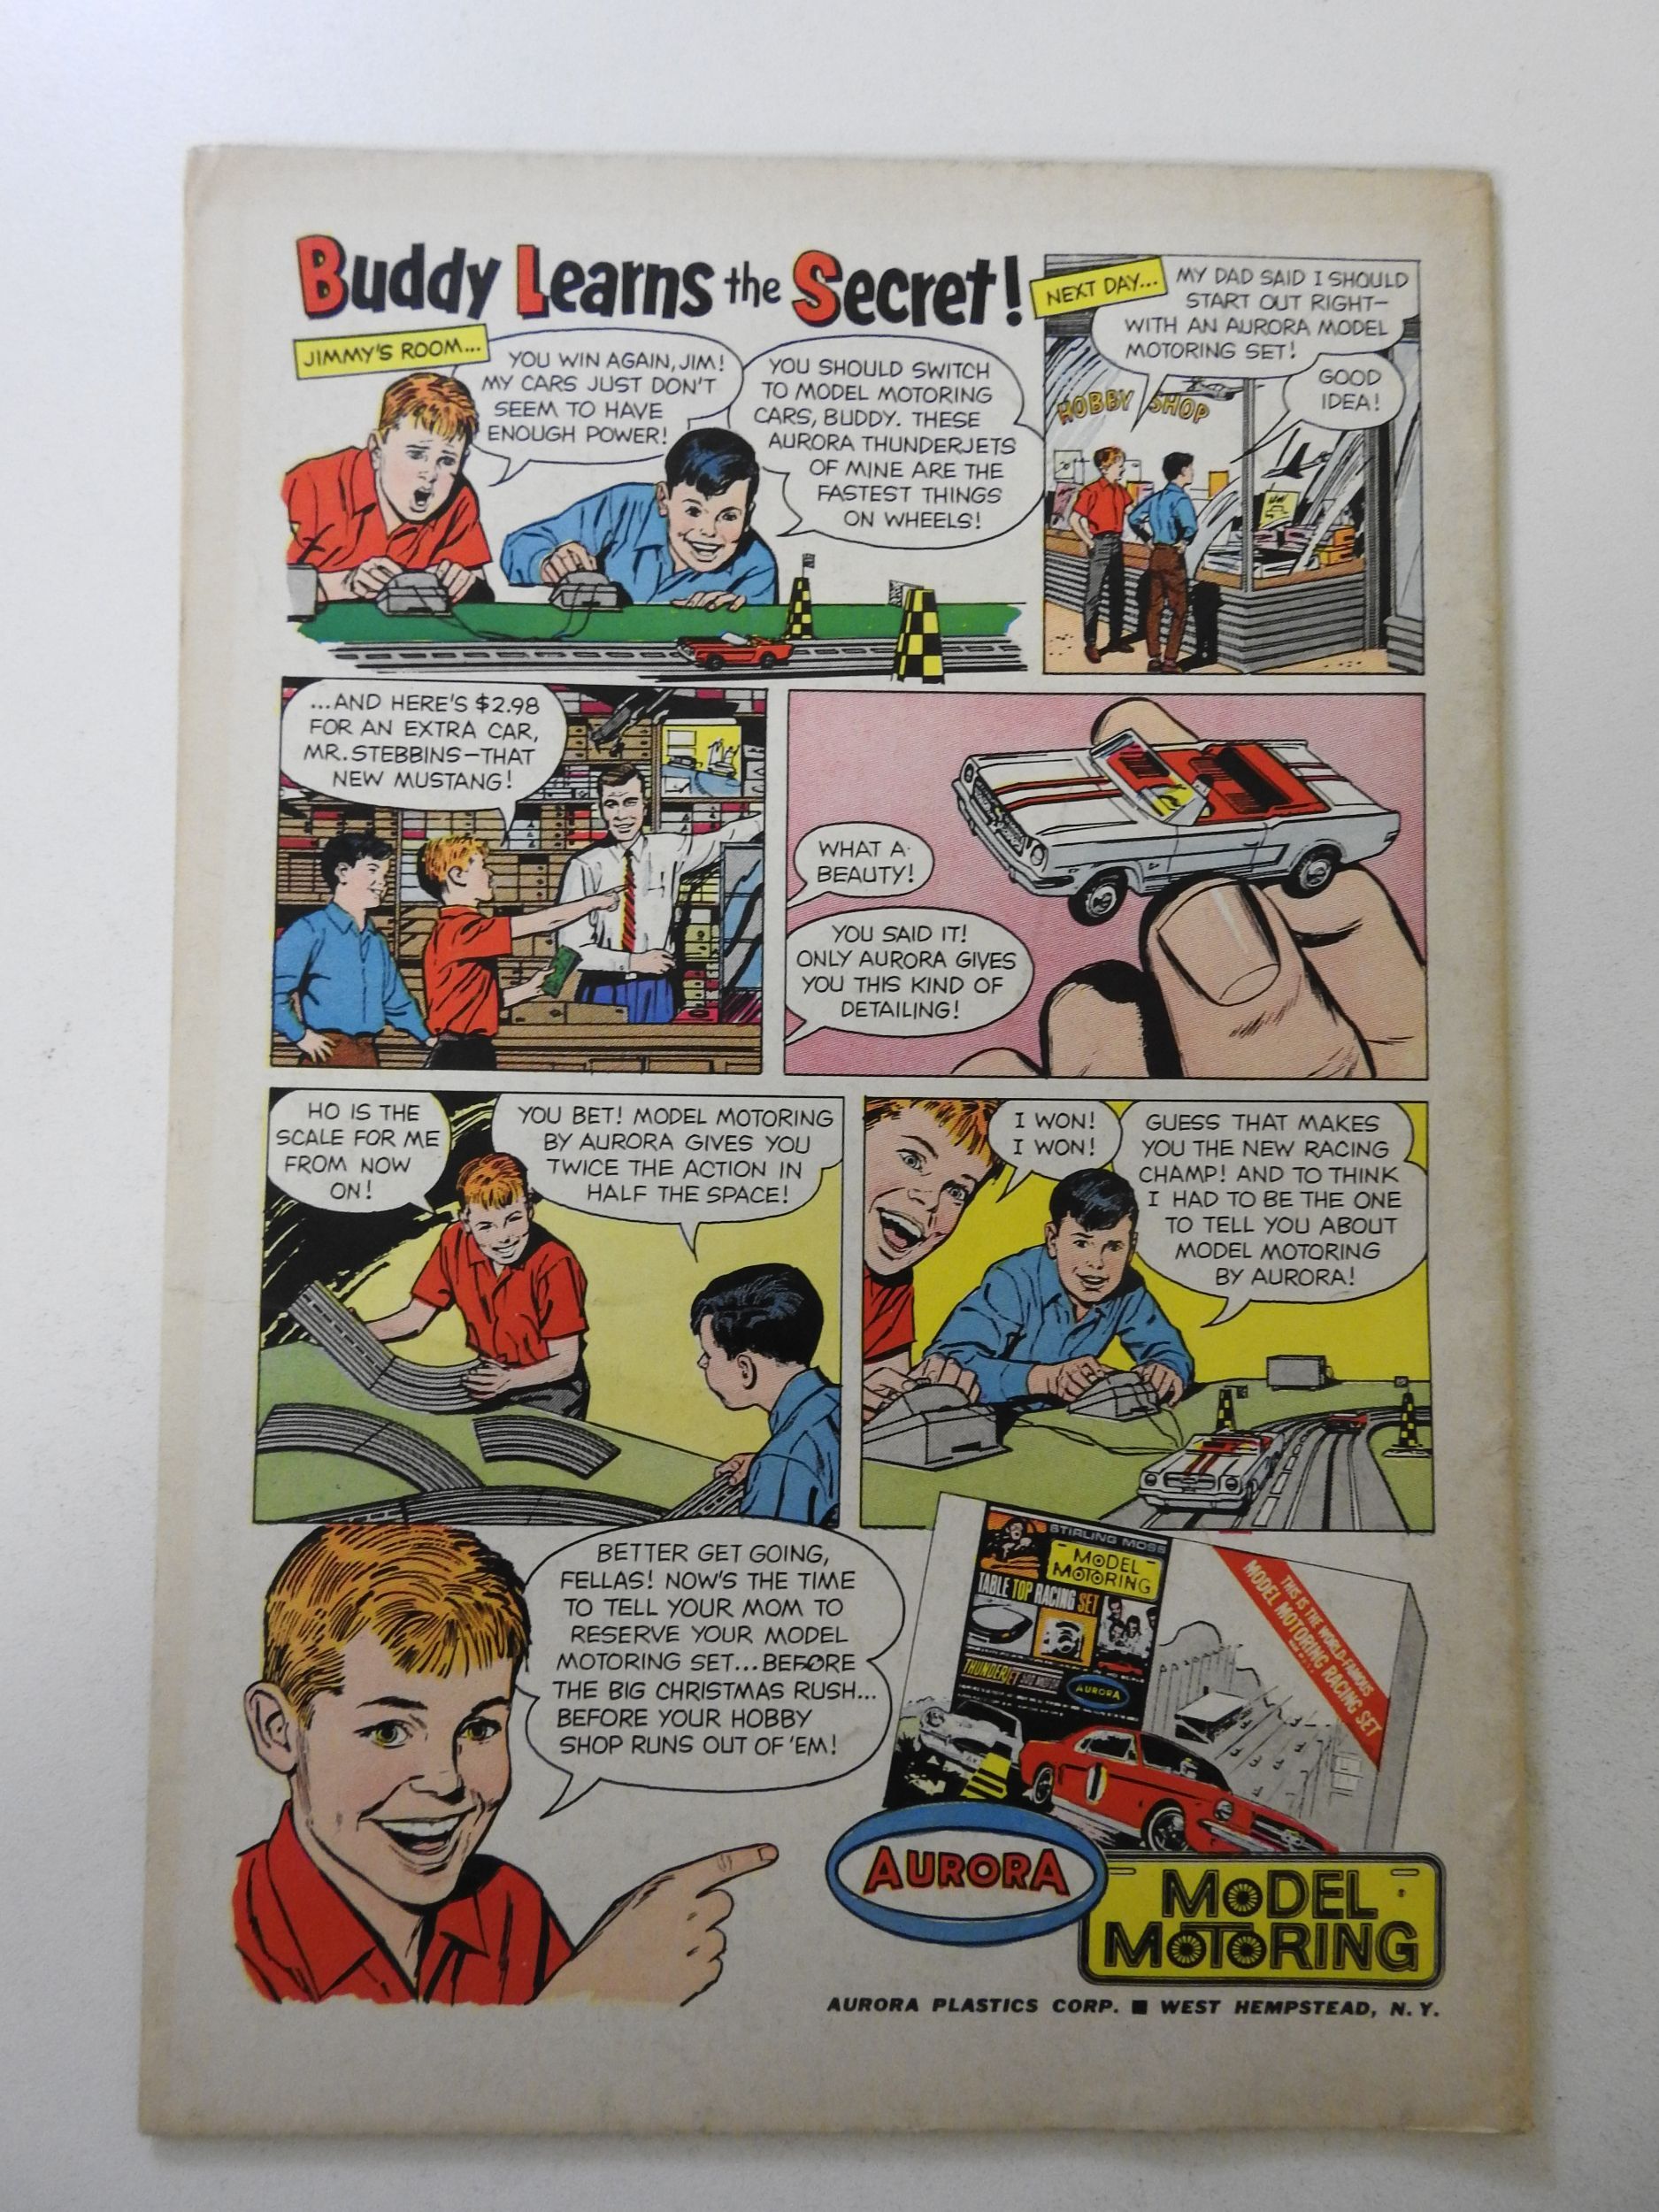 Buddy Learns the Secret!
JIMMY'S ROOM...
YOU WIN AGAIN, JIM!
MY CARS JUST DON'T
SEEM TO HAVE
ENOUGH POWER!
YOU SHOULD SWITCH
TO MODEL MOTORING
CARS, BUDDY. THESE
AURORA THUNDERJETS
OF MINE ARE THE
FASTEST THINGS
ON WHEELS!
NEXT DAY...
MY DAD SAID I SHOULD
START OUT RIGHT—
WITH AN AURORA MODEL
MOTORING SET!
GOOD
IDEA!
HOBBY SHOP
...AND HERE'S $2.98
FOR AN EXTRA CAR,
MR. STEBBINS—THAT
NEW MUSTANG!
WHAT A
BEAUTY!
YOU SAID IT!
ONLY AURORA GIVES
YOU THIS KIND OF
DETAILING!
HO IS THE
SCALE FOR ME
FROM NOW
ON!
YOU BET! MODEL MOTORING
BY AURORA GIVES YOU
TWICE THE ACTION IN
HALF THE SPACE!
I WON!
I WON!
GUESS THAT MAKES
YOU THE NEW RACING
CHAMP! AND TO THINK
I HAD TO BE THE ONE
TO TELL YOU ABOUT
MODEL MOTORING
BY AURORA!
BETTER GET GOING,
FELLAS! NOW'S THE TIME
TO TELL YOUR MOM TO
RESERVE YOUR MODEL
MOTORING SET...BEFORE
THE BIG CHRISTMAS RUSH...
BEFORE YOUR HOBBY
SHOP RUNS OUT OF 'EM!
STIRLING MOSS
MODEL
MOTORING
TABLE TOP RACING SET
THUNDERJET
AURORA
THIS IS THE WORLD-FAMOUS
MODEL MOTORING RACING SET
AURORA
MODEL
MOTORING
AURORA PLASTICS CORP. ■ WEST HEMPSTEAD, N.Y.